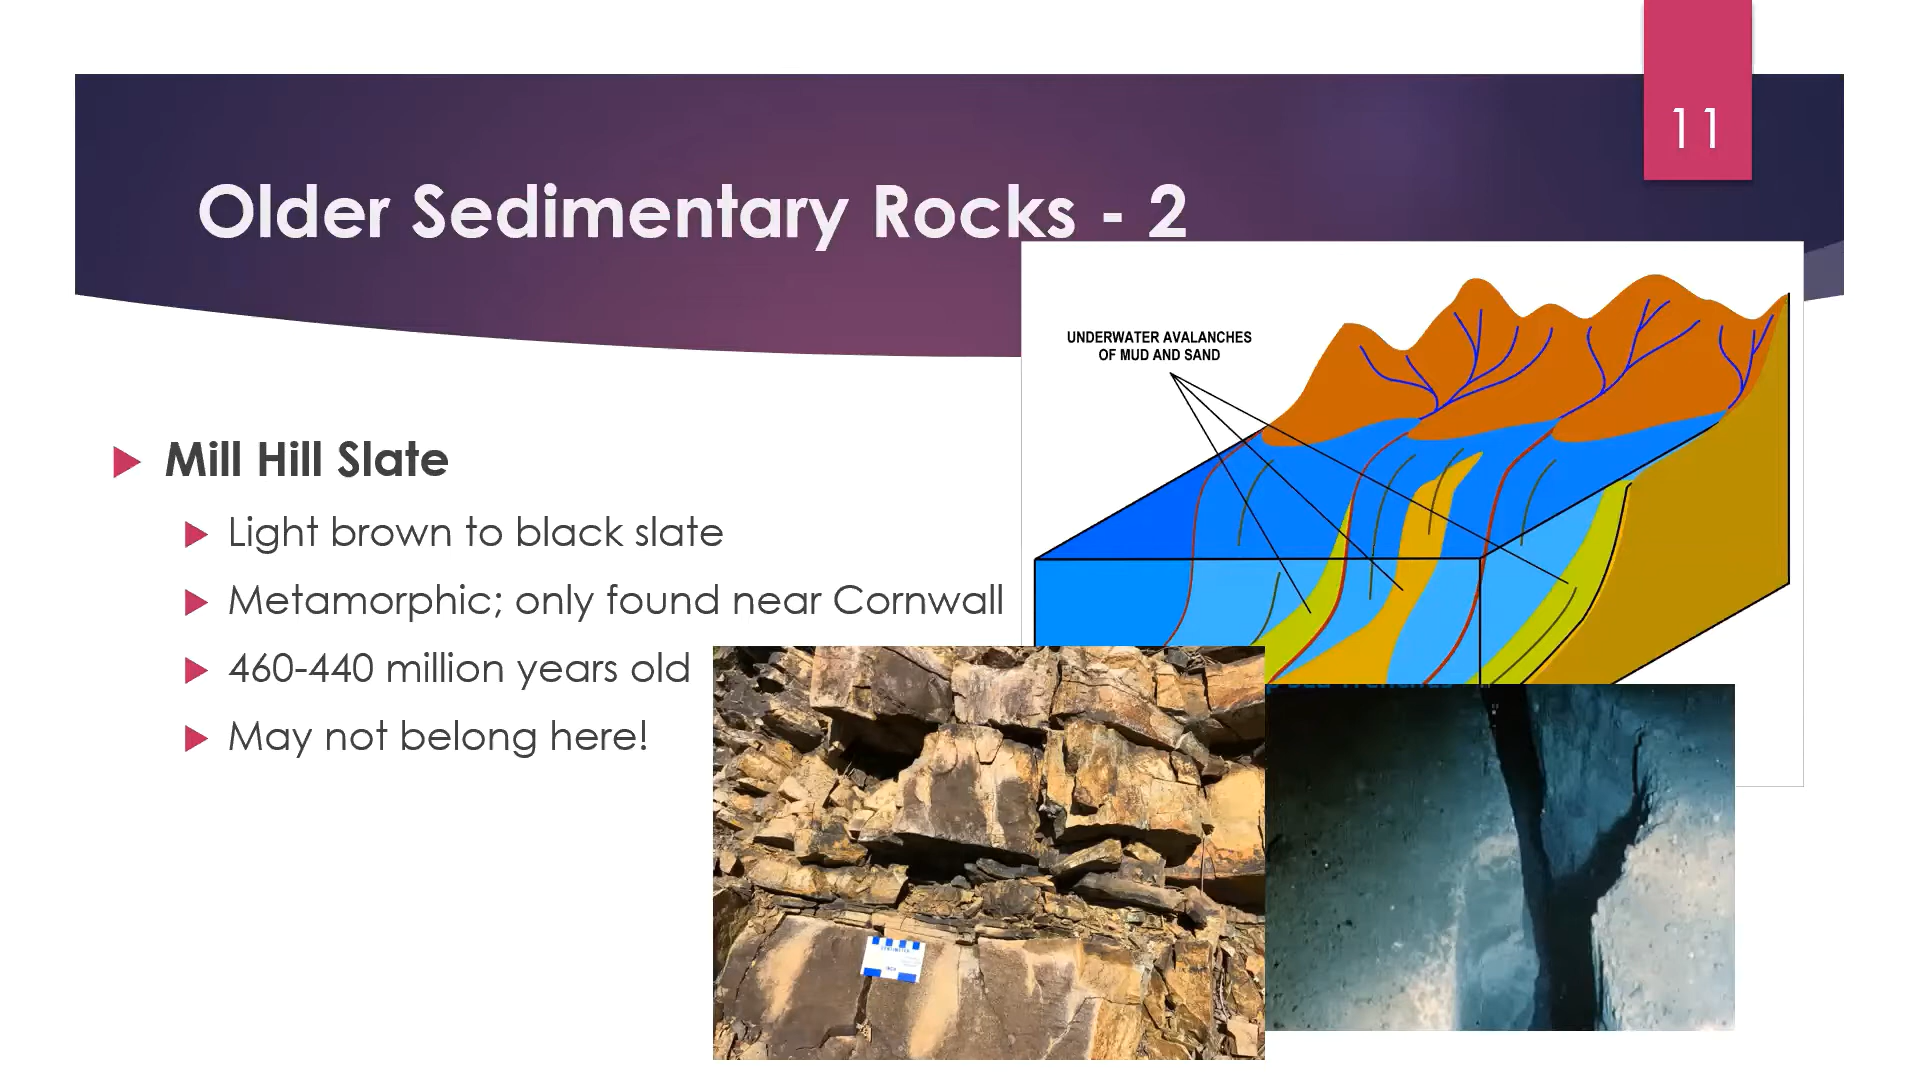 11
Older Sedimentary Rocks - 2
UNDERWATER AVALANCHES
OF MUD AND SAND
Mill Hill Slate
Light brown to black slate
Metamorphic; only found near Cornwall
460-440 million years old
May not belong here!
INCH